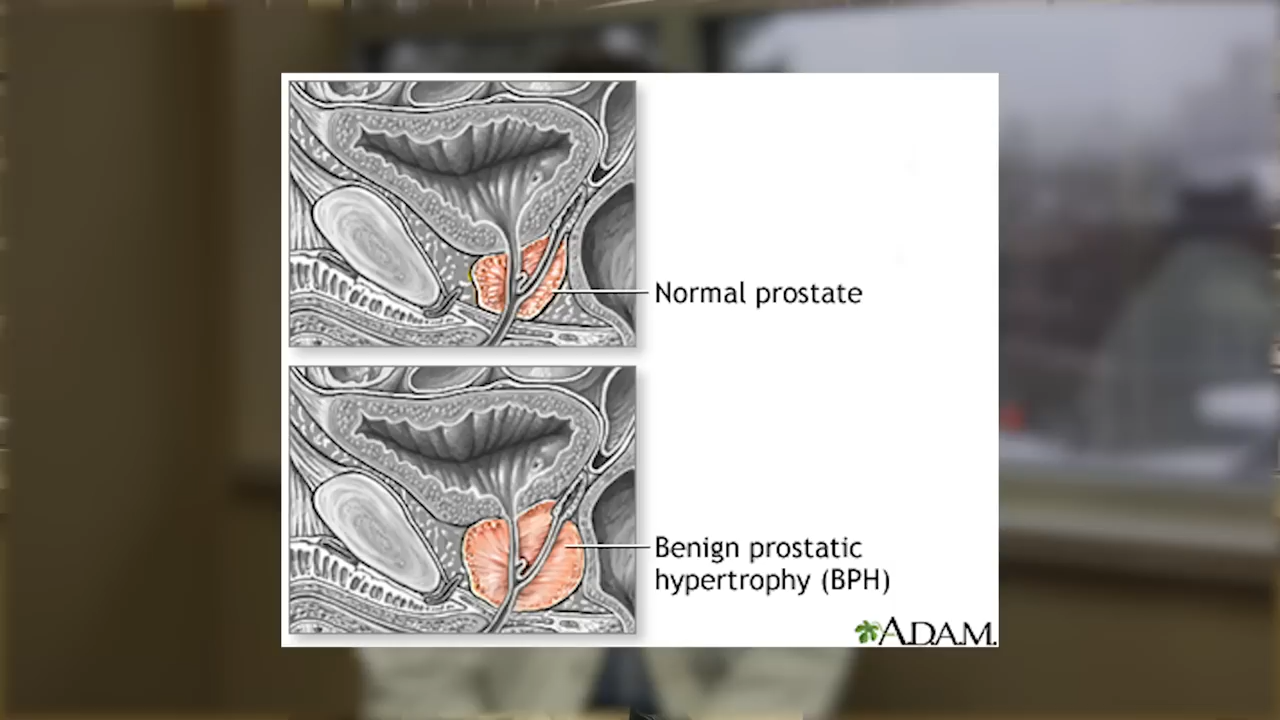 Normal prostate
Benign prostatic
hypertrophy (BPH)
A.D.A.M.